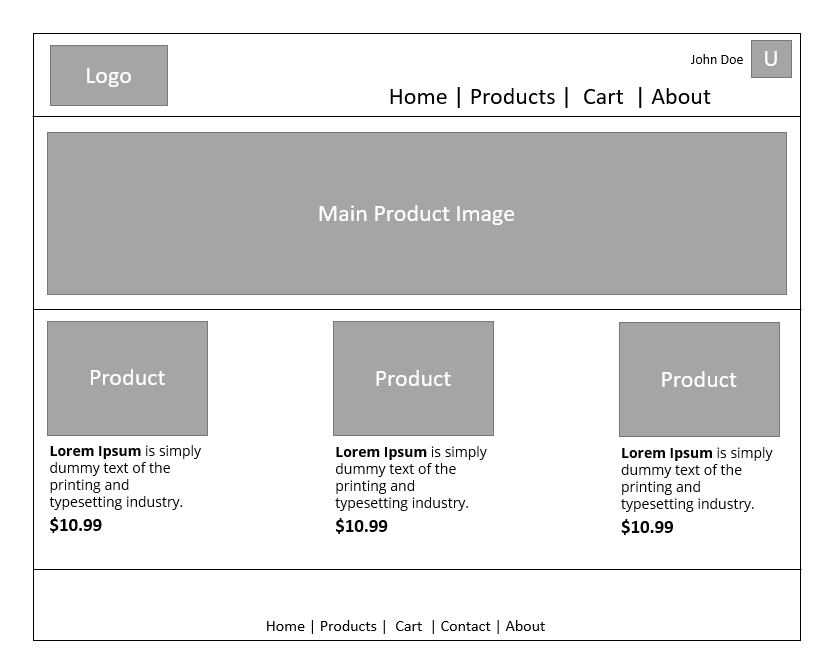 Logo
John Doe U
Home | Products | Cart | About
Main Product Image
Product
Lorem Ipsum is simply
dummy text of the
printing and
typesetting industry.
$10.99
Product
Lorem Ipsum is simply
dummy text of the
printing and
typesetting industry.
$10.99
Product
Lorem Ipsum is simply
dummy text of the
printing and
typesetting industry.
$10.99
Home | Products | Cart | Contact | About